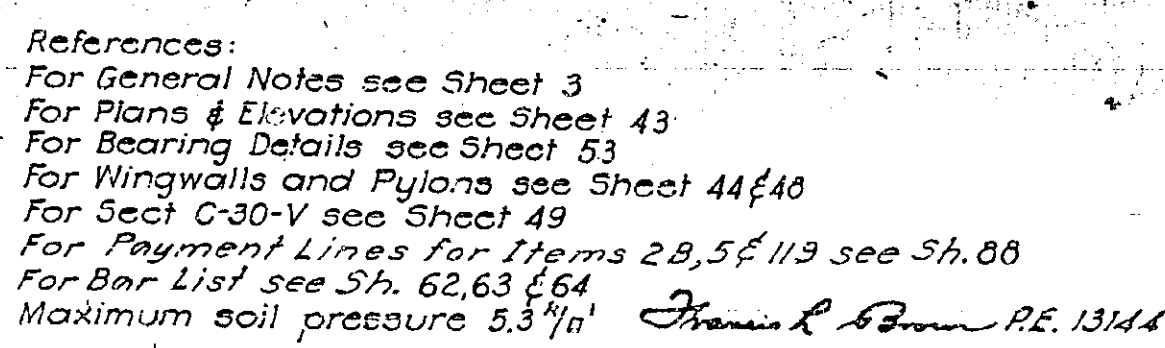 References:
For General Notes see Sheet 3
For Plans & Elevations see Sheet 43
For Bearing Details see Sheet 53
For Wingwalls and Pylons see Sheet 44 & 48
For Sect C-30-V see Sheet 49
For Payment Lines for Items 2B, 5 & 119 see Sh. 88
For Bar List see Sh. 62, 63 & 64
Maximum soil pressure 5.3 k/□' Francis R Brown P.E. 13144